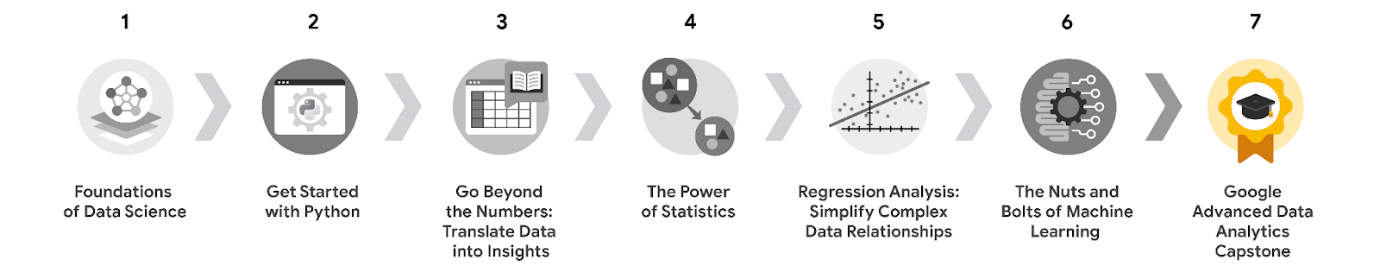 1
2
3
4
5
6
7
Foundations
of Data Science
Get Started
with Python
Go Beyond
the Numbers:
Translate Data
into Insights
The Power
of Statistics
Regression Analysis:
Simplify Complex
Data Relationships
The Nuts and
Bolts of Machine
Learning
Google
Advanced Data
Analytics
Capstone